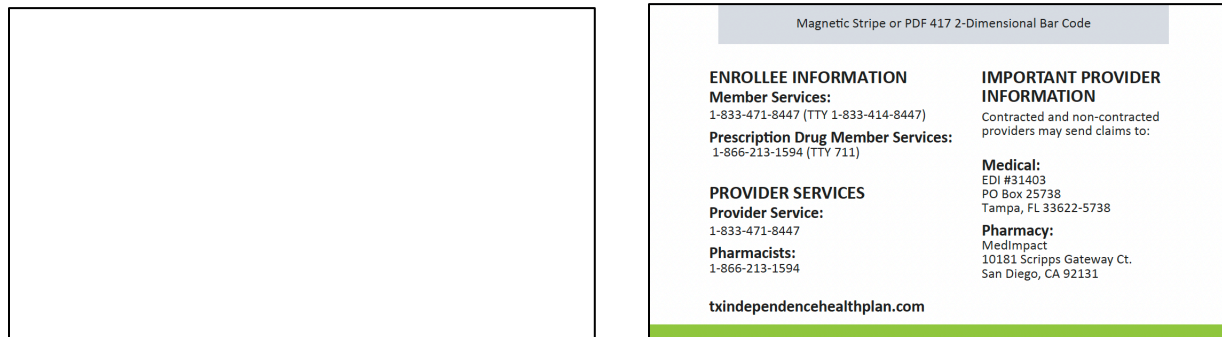 Magnetic Stripe or PDF 417 2-Dimensional Bar Code
ENROLLEE INFORMATION
Member Services:
1-833-471-8447 (TTY 1-833-414-8447)
Prescription Drug Member Services:
1-866-213-1594 (TTY 711)
PROVIDER SERVICES
Provider Service:
1-833-471-8447
Pharmacists:
1-866-213-1594
txindependencehealthplan.com
IMPORTANT PROVIDER
INFORMATION
Contracted and non-contracted
providers may send claims to:
Medical:
EDI #31403
PO Box 25738
Tampa, FL 33622-5738
Pharmacy:
MedImpact
10181 Scripps Gateway Ct.
San Diego, CA 92131